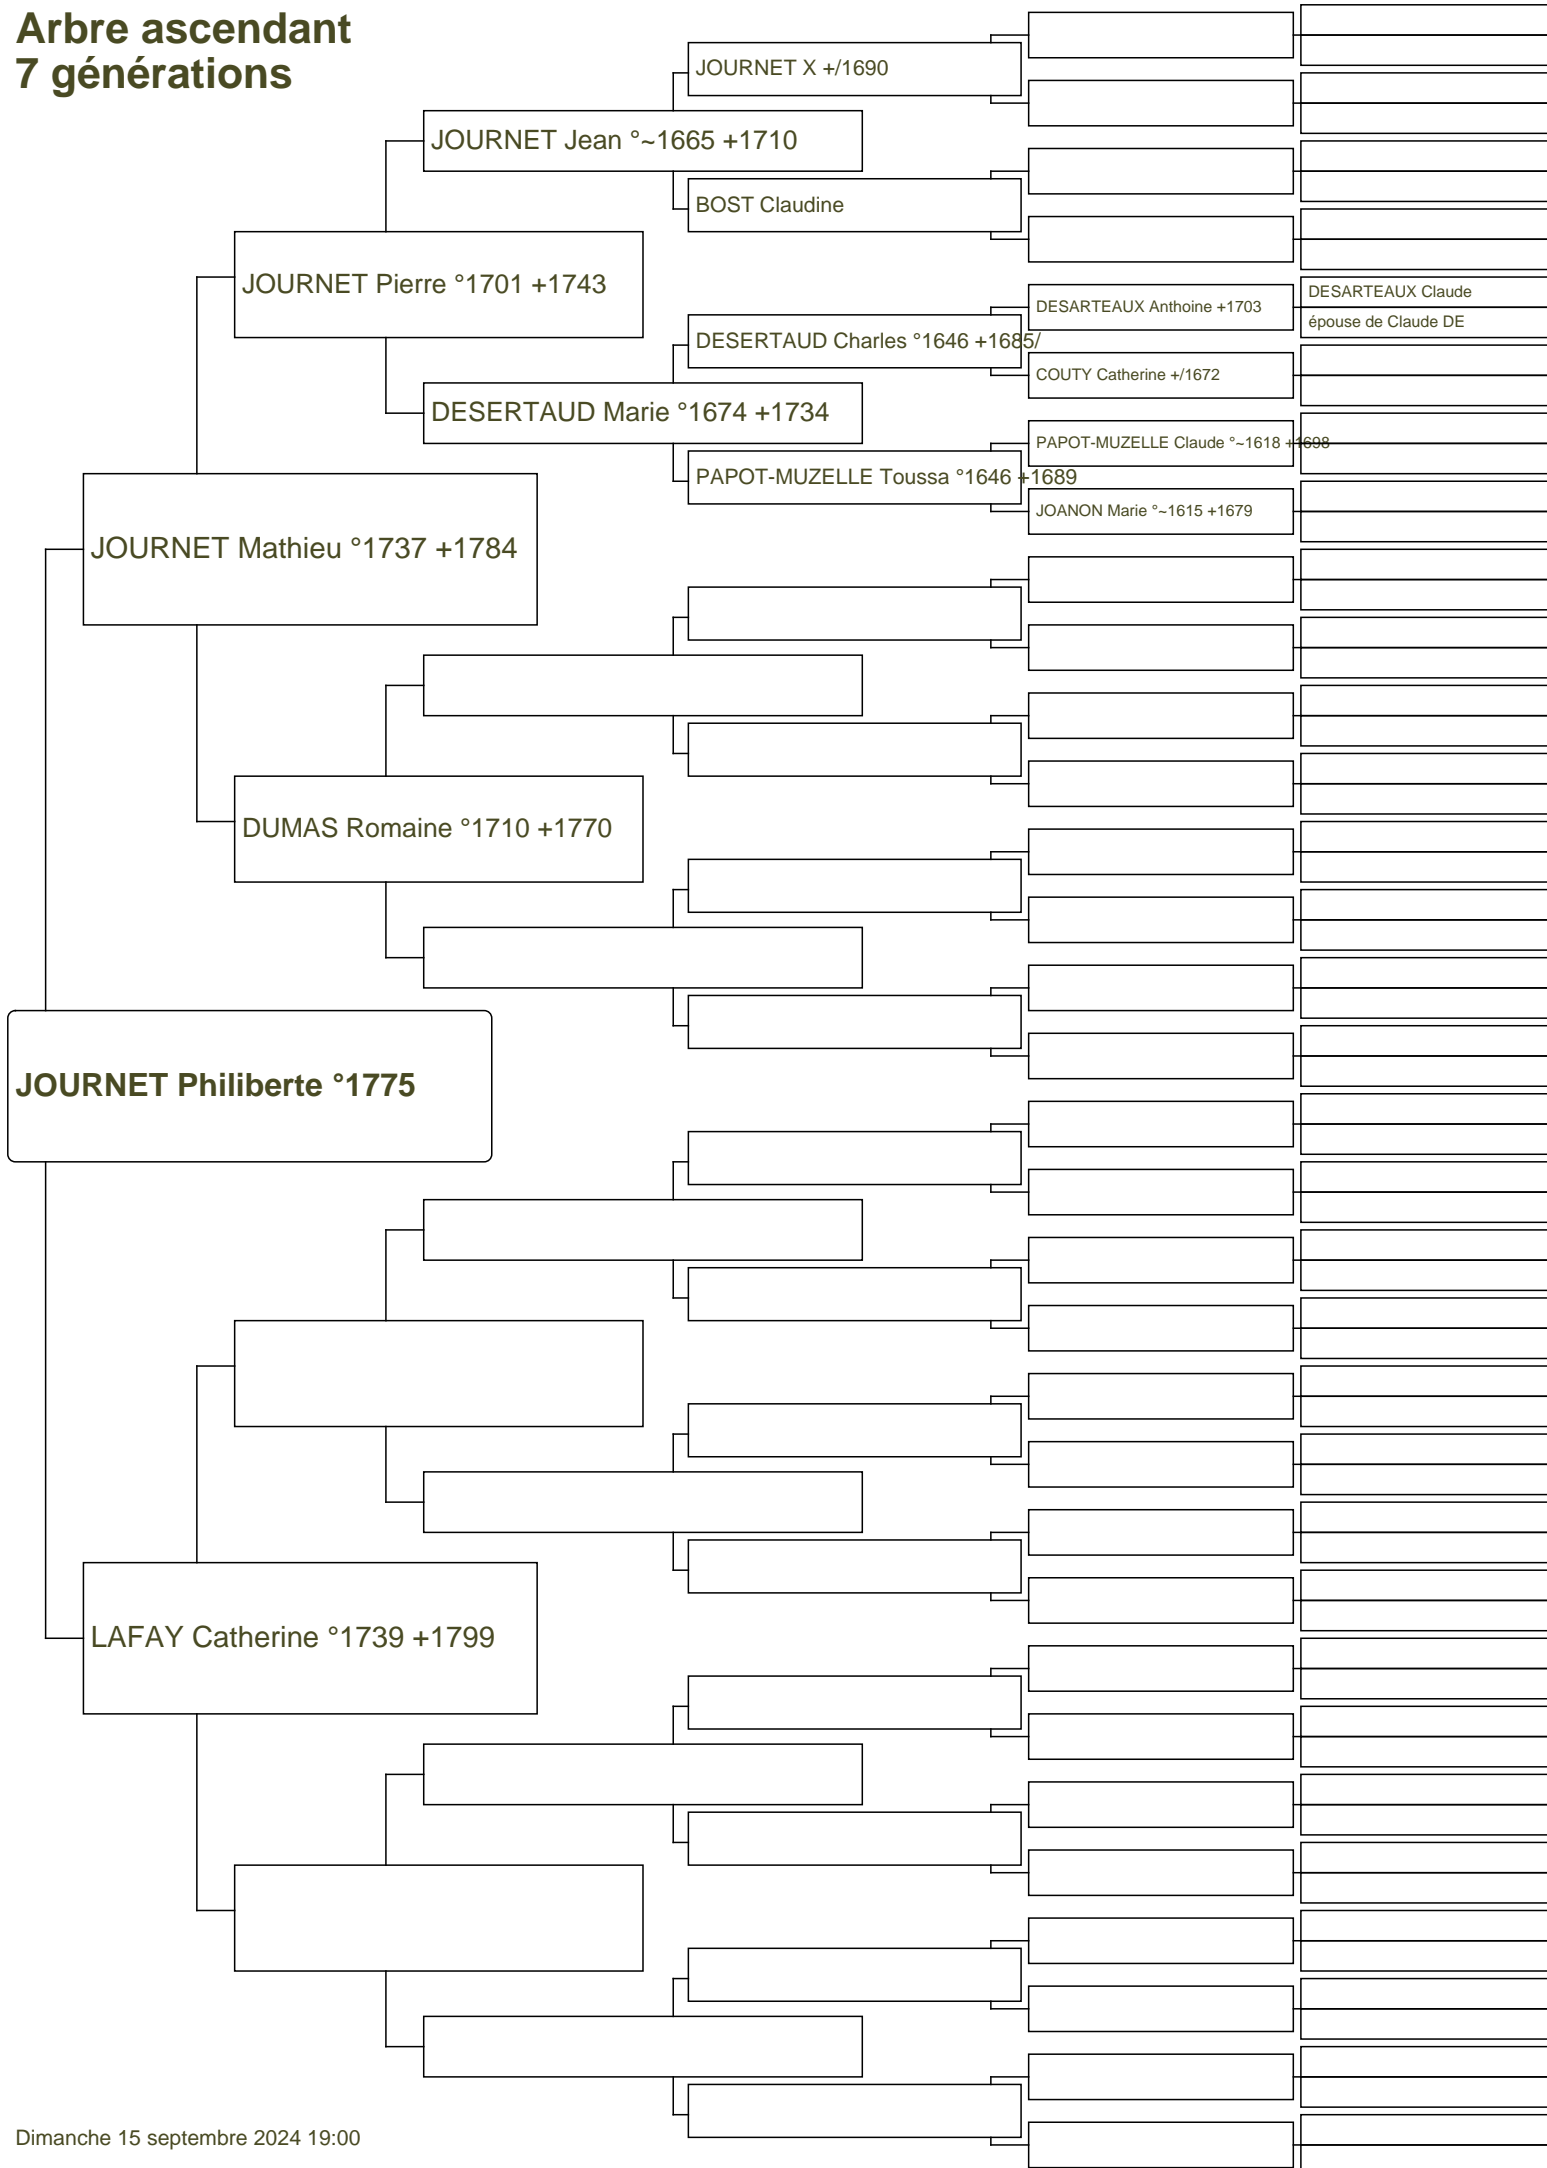 Arbre ascendant
7 générations
JOURNET X +/1690
JOURNET Jean °~1665 +1710
BOST Claudine
JOURNET Pierre °1701 +1743
DESARTEAUX Claude
DESARTEAUX Anthoine +1703
épouse de Claude DE
DESERTAUD Charles °1646 +1685/
COUTY Catherine +/1672
DESERTAUD Marie °1674 +1734
PAPOT-MUZELLE Claude °~1618 +1698
PAPOT-MUZELLE Toussa °1646 +1689
JOANON Marie °~1615 +1679
JOURNET Mathieu °1737 +1784
DUMAS Romaine °1710 +1770
JOURNET Philiberte °1775
LAFAY Catherine °1739 +1799
Dimanche 15 septembre 2024 19:00